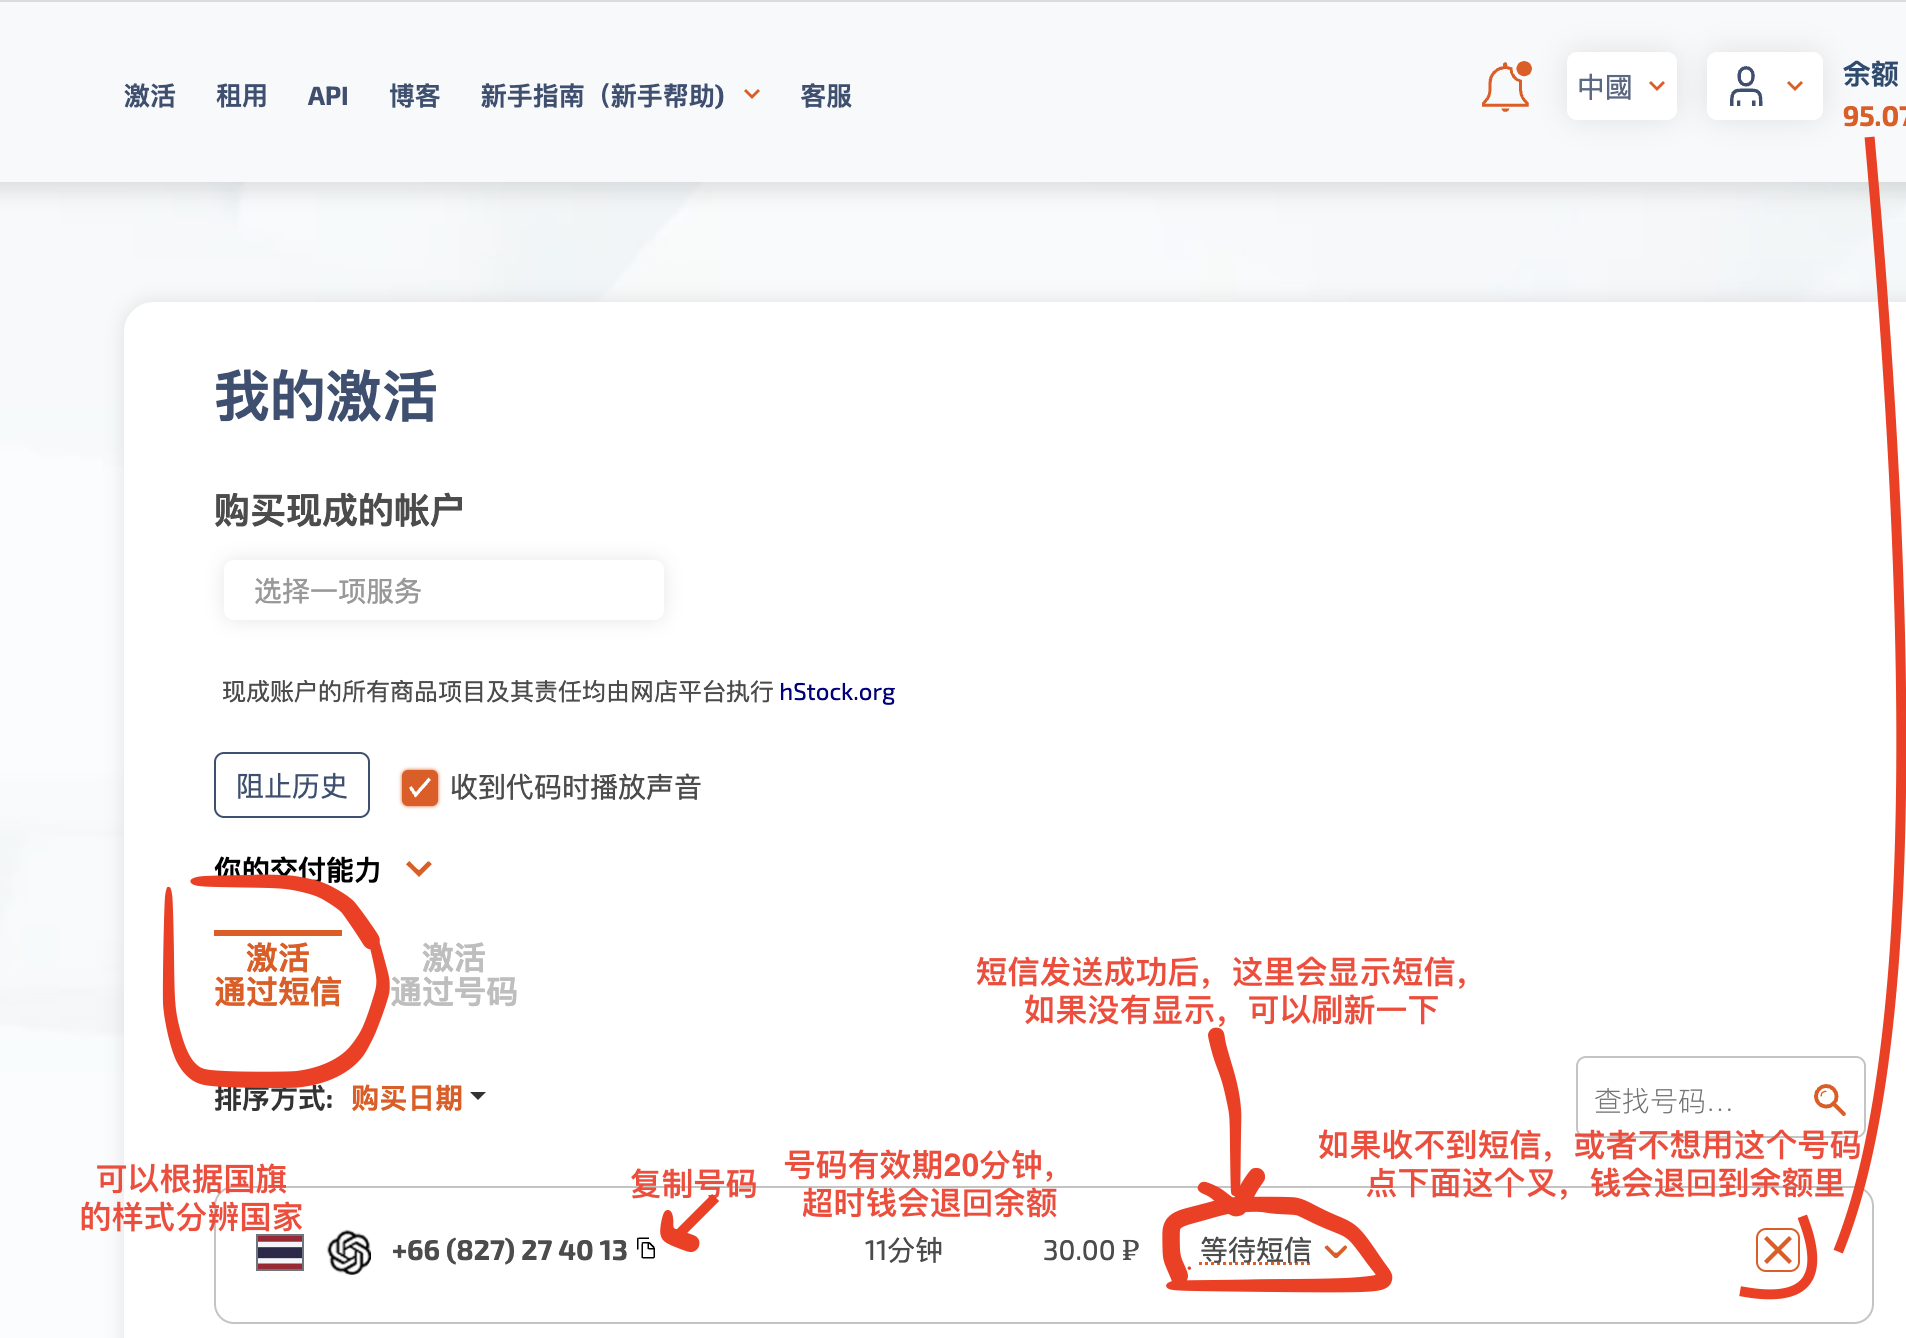 激活 租用 API 博客 新手指南（新手帮助) 客服
中國
余额
95.07
我的激活
购买现成的帐户
选择一项服务
现成账户的所有商品项目及其责任均由网店平台执行 hStock.org
阻止历史 收到代码时播放声音
你的交付能力
激活
通过短信
激活
通过号码
短信发送成功后，这里会显示短信，
如果没有显示，可以刷新一下
排序方式: 购买日期
查找号码...
如果收不到短信，或者不想用这个号码
点下面这个叉，钱会退回到余额里
可以根据国旗
的样式分辨国家
复制号码
号码有效期20分钟，
超时钱会退回余额
+66 (827) 27 40 13 11分钟 30.00 ₽ 等待短信